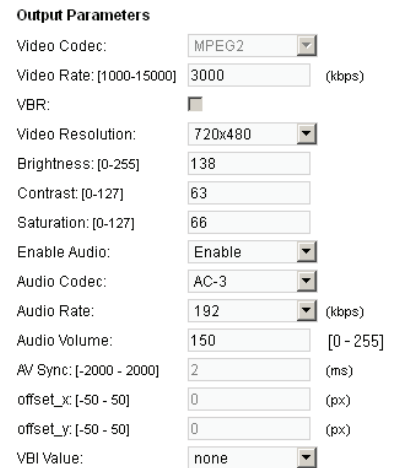 Output Parameters
Video Codec: MPEG2
Video Rate: [1000-15000] 3000 (kbps)
VBR:
Video Resolution: 720x480
Brightness: [0-255] 138
Contrast: [0-127] 63
Saturation: [0-127] 66
Enable Audio: Enable
Audio Codec: AC-3
Audio Rate: 192 (kbps)
Audio Volume: 150 [0 - 255]
AV Sync: [-2000 - 2000] 2 (ms)
offset_x: [-50 - 50] 0 (px)
offset_y: [-50 - 50] 0 (px)
VBI Value: none